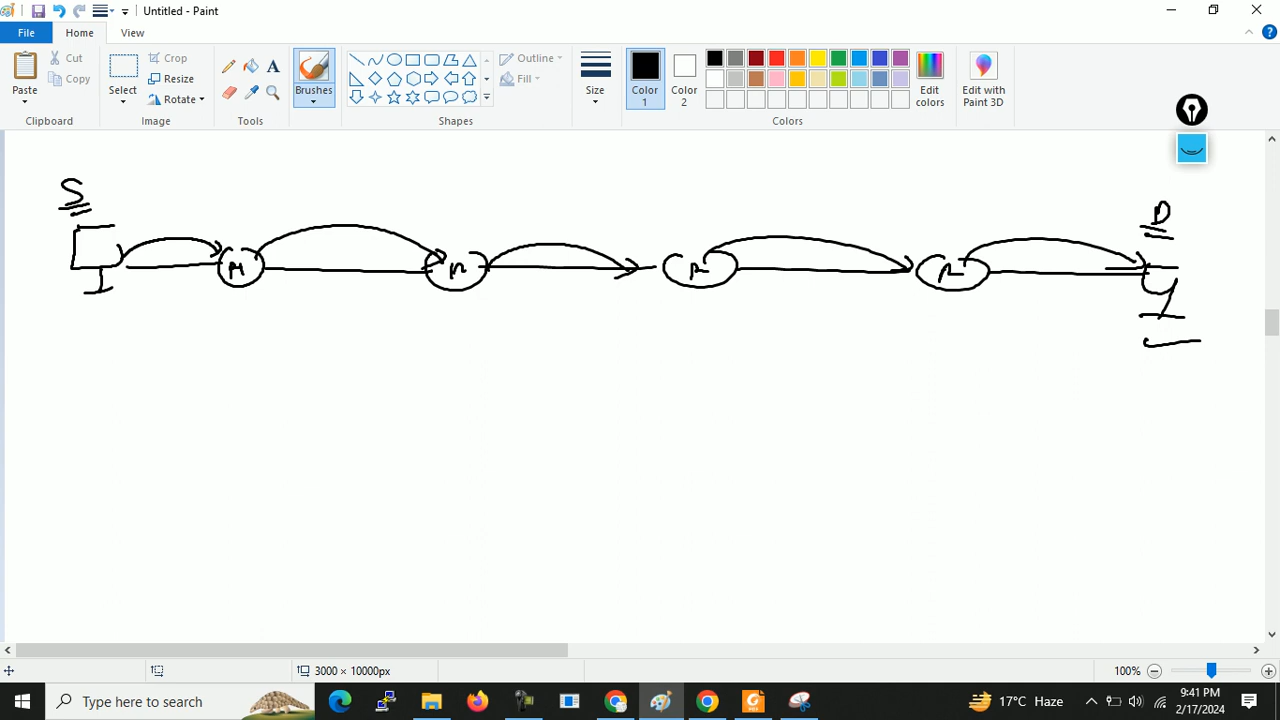 Untitled - Paint
File Home View
Paste
Cut
Copy
Clipboard
Select
Crop
Resize
Rotate
Image
Tools
Brushes
Shapes
Outline
Fill
Size
Color 1
Color 2
Edit colors
Edit with Paint 3D
Colors
S
D
R R R R
3000 × 10000px
100%
Type here to search
17°C Haze
9:41 PM
2/17/2024